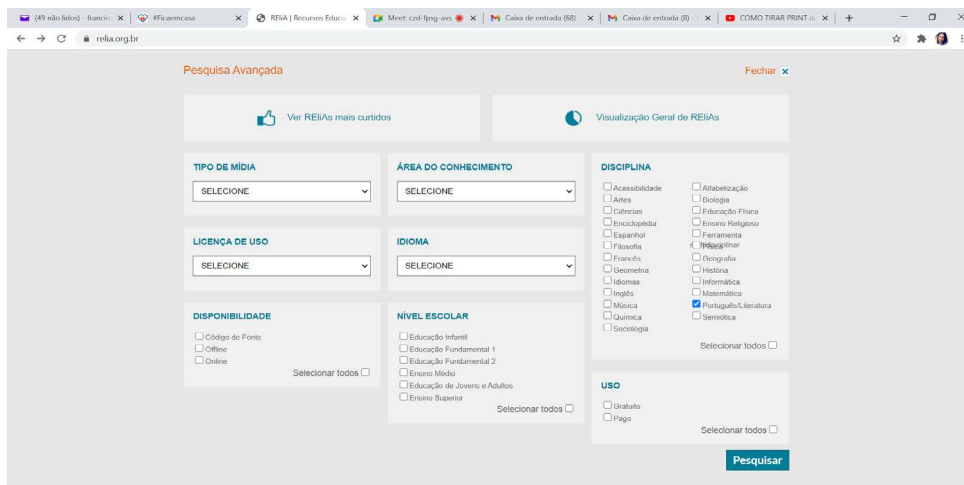 (49 não lidos) - francin
#Ficaemcasa
REliA | Recursos Educa
Meet: czd-fpsg-avs
Caixa de entrada (68)
Caixa de entrada (8) -
COMO TIRAR PRINT d
relia.org.br
Pesquisa Avançada
Fechar x
Ver REliAs mais curtidos
Visualização Geral de REliAs
TIPO DE MÍDIA
SELECIONE
ÁREA DO CONHECIMENTO
SELECIONE
DISCIPLINA
Acessibilidade
Alfabetização
Artes
Biologia
Ciências
Educação Física
Enciclopédia
Ensino Religioso
Espanhol
Ferramenta
Filosofia
Física
Francês
Geografia
Geometria
História
Idiomas
Informática
Inglês
Matemática
Música
Português/Literatura
Química
Semiótica
Sociologia
Selecionar todos
LICENÇA DE USO
SELECIONE
IDIOMA
SELECIONE
DISPONIBILIDADE
Código de Fonte
Offline
Online
Selecionar todos
NÍVEL ESCOLAR
Educação Infantil
Educação Fundamental 1
Educação Fundamental 2
Ensino Médio
Educação de Jovens e Adultos
Ensino Superior
Selecionar todos
USO
Gratuito
Pago
Selecionar todos
Pesquisar